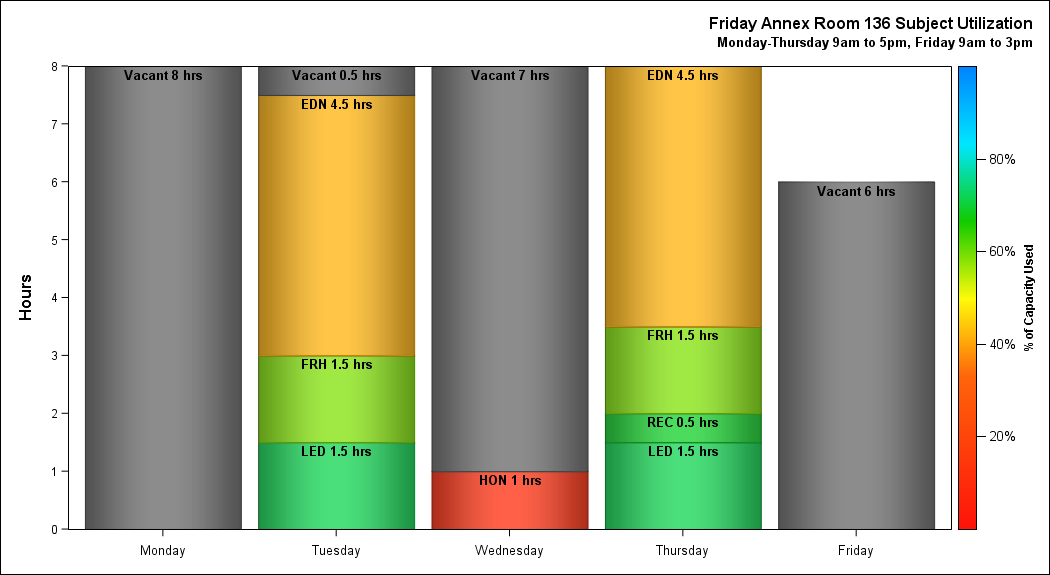 Friday Annex Room 136 Subject Utilization
Monday-Thursday 9am to 5pm, Friday 9am to 3pm
Hours
8
7
6
5
4
3
2
1
0
Vacant 8 hrs
Vacant 0.5 hrs
EDN 4.5 hrs
FRH 1.5 hrs
LED 1.5 hrs
Vacant 7 hrs
HON 1 hrs
EDN 4.5 hrs
FRH 1.5 hrs
REC 0.5 hrs
LED 1.5 hrs
Vacant 6 hrs
Monday
Tuesday
Wednesday
Thursday
Friday
80%
60%
40%
20%
% of Capacity Used